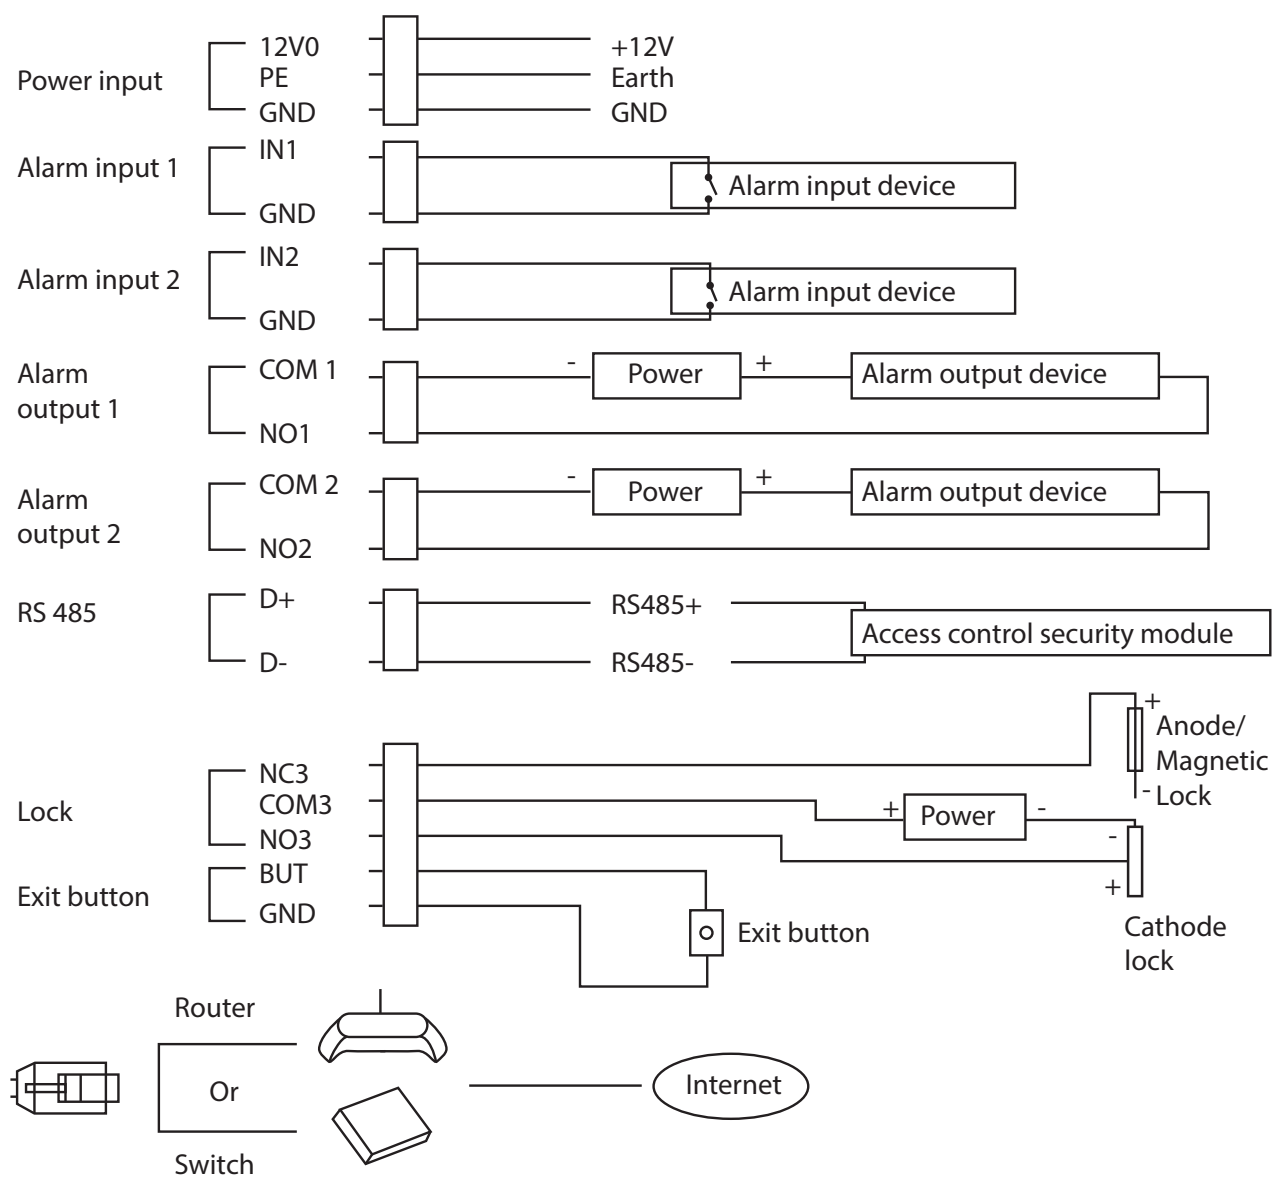 Power input
12V0
PE
GND
+12V
Earth
GND
Alarm input 1
IN1
GND
Alarm input device
Alarm input 2
IN2
GND
Alarm input device
Alarm
output 1
COM 1
NO1
-
Power
+
Alarm output device
Alarm
output 2
COM 2
NO2
-
Power
+
Alarm output device
RS 485
D+
D-
RS485+
RS485-
Access control security module
Lock
NC3
COM3
NO3
+
Anode/
Magnetic
Lock
-
+
Power
-
-
+
Cathode
lock
Exit button
BUT
GND
Exit button
Router
Or
Switch
Internet